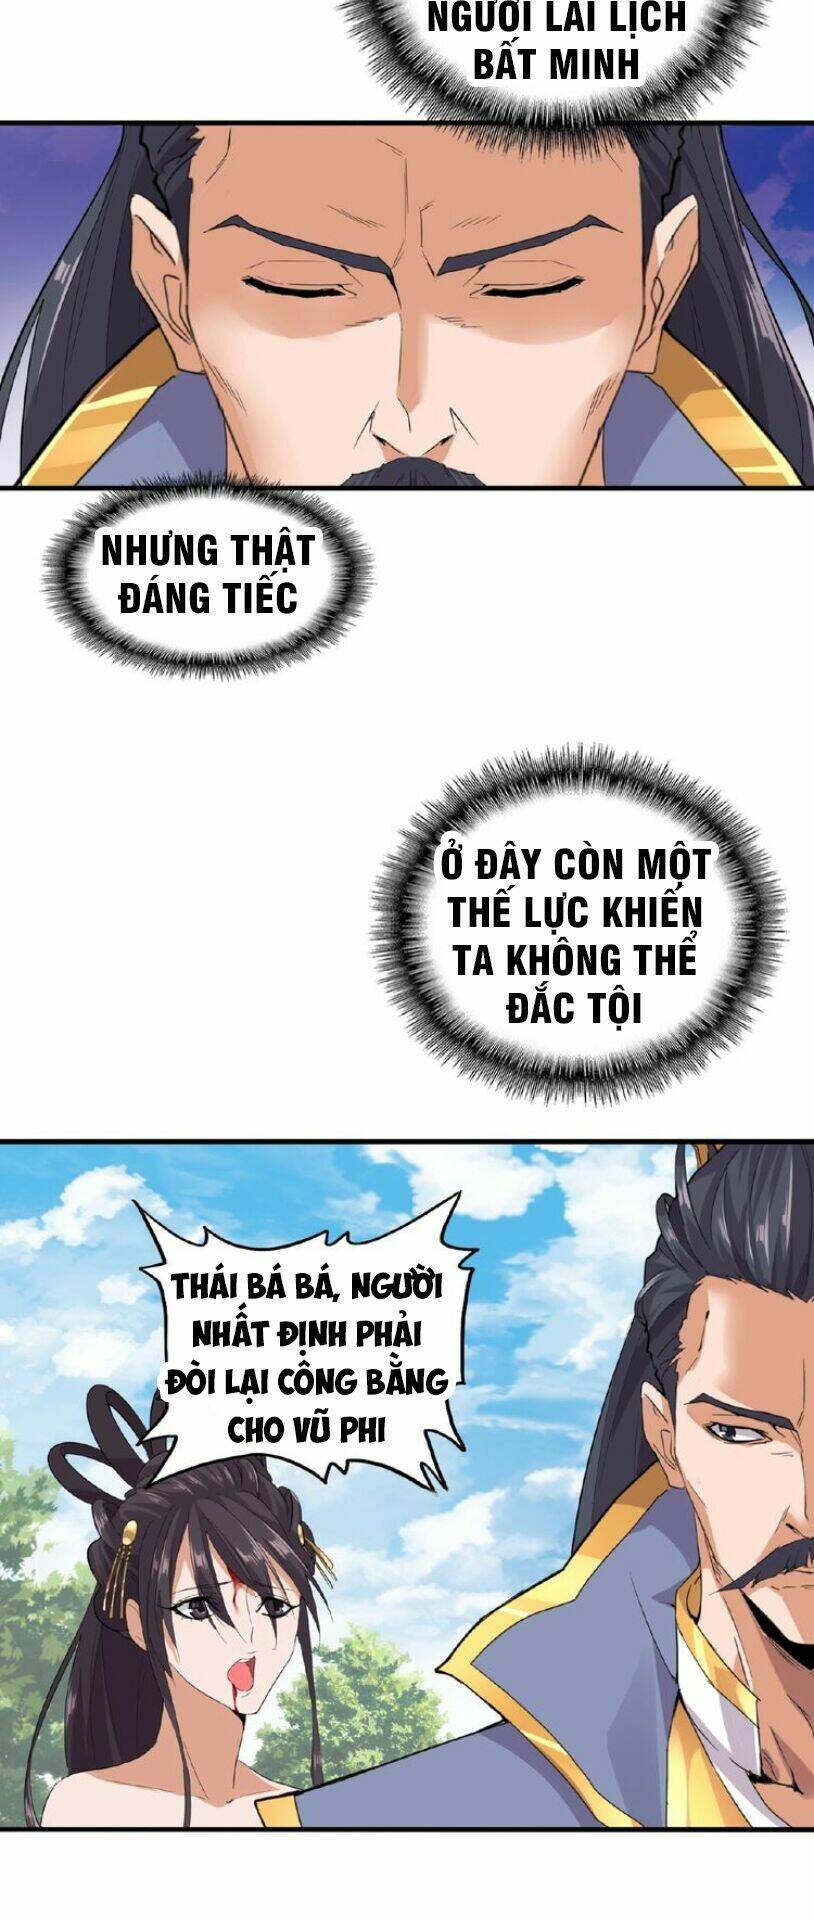 NGƯỜI LAI LỊCH
BẤT MINH
NHƯNG THẬT
ĐÁNG TIẾC
Ở ĐÂY CÒN MỘT
THẾ LỰC KHIẾN
TA KHÔNG THỂ
ĐẮC TỘI
THÁI BÁ BÁ, NGƯỜI
NHẤT ĐỊNH PHẢI
ĐÒI LẠI CÔNG BẰNG
CHO VŨ PHI